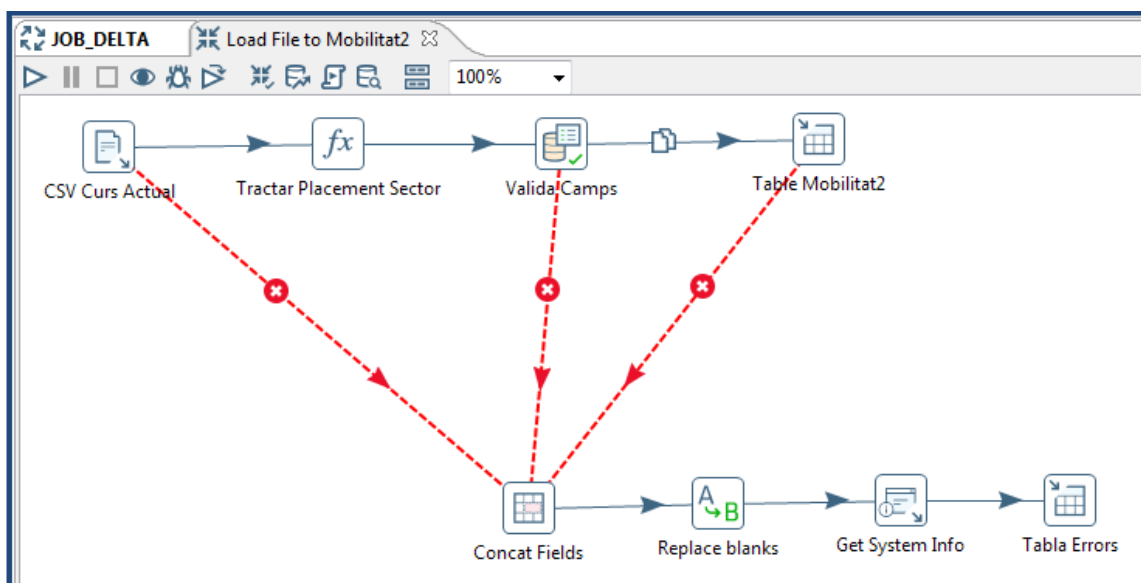 JOB_DELTA
Load File to Mobilitat2
100%
fx
CSV Curs Actual
Tractar Placement Sector
Valida Camps
Table Mobilitat2
A
B
Concat Fields
Replace blanks
Get System Info
Tabla Errors